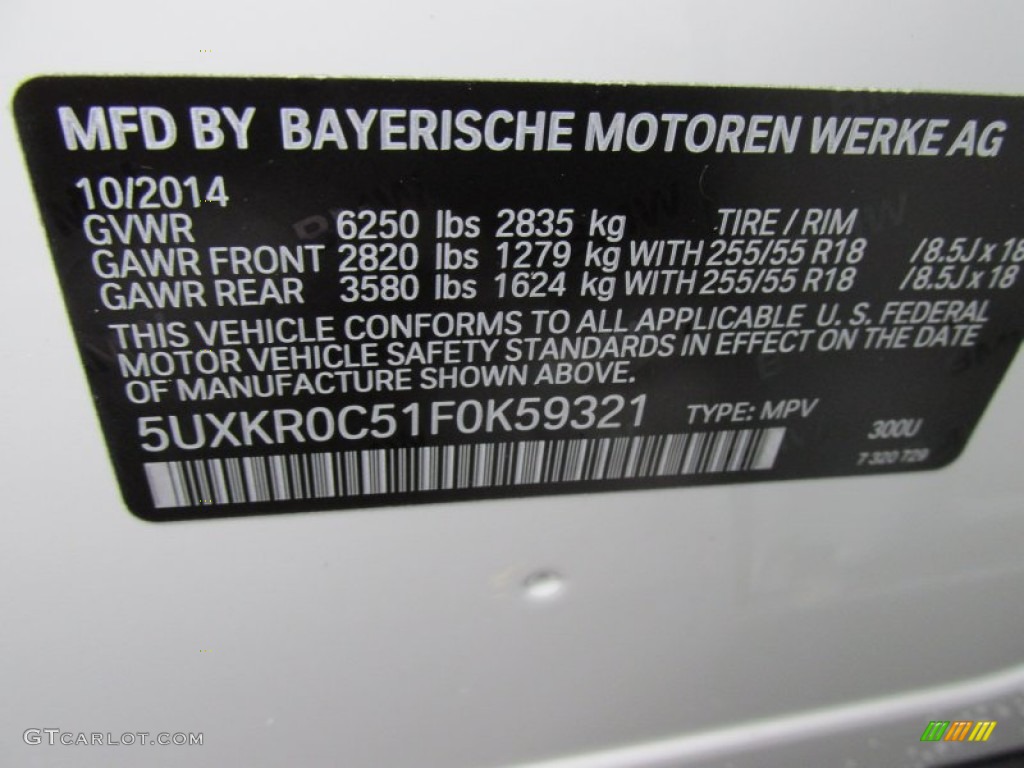 MFD BY BAYERISCHE MOTOREN WERKE AG
10/2014
GVWR 6250 lbs 2835 kg TIRE / RIM
GAWR FRONT 2820 lbs 1279 kg WITH 255/55 R18 /8.5J x 18
GAWR REAR 3580 lbs 1624 kg WITH 255/55 R18 /8.5J x 18
THIS VEHICLE CONFORMS TO ALL APPLICABLE U. S. FEDERAL
MOTOR VEHICLE SAFETY STANDARDS IN EFFECT ON THE DATE
OF MANUFACTURE SHOWN ABOVE.
5UXKR0C51F0K59321 TYPE: MPV 300U
7 320 729
GTCARLOT.COM